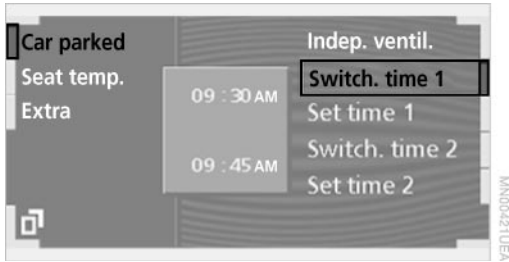 Car parked
Seat temp.
Extra
09 : 30 AM
09 : 45 AM
Indep. ventil.
Switch. time 1
Set time 1
Switch. time 2
Set time 2
MN00421UEA